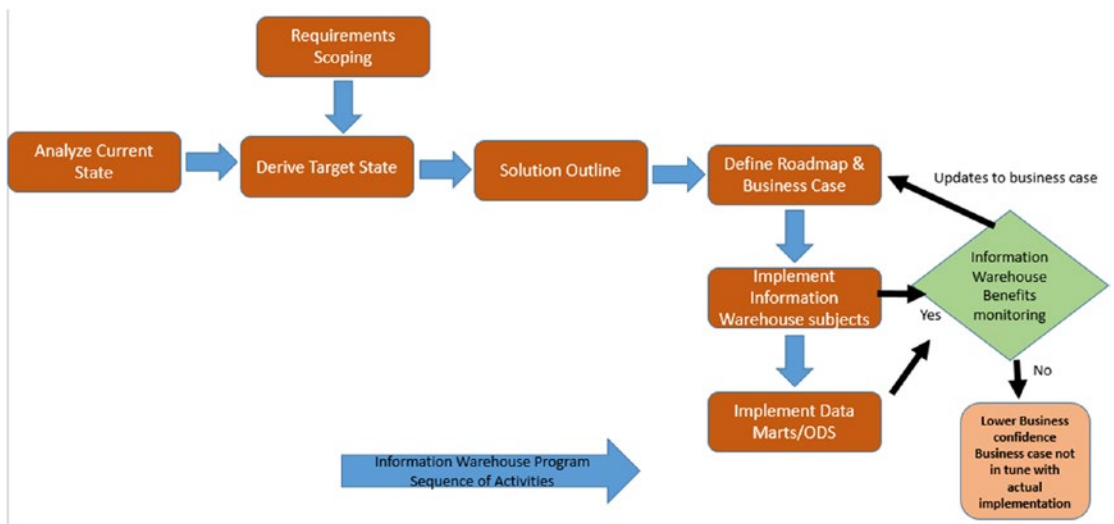 Requirements
Scoping
Analyze Current
State
Derive Target State
Solution Outline
Define Roadmap &
Business Case
Updates to business case
Information
Warehouse
Benefits
monitoring
Implement
Information
Warehouse subjects
Yes
No
Implement Data
Marts/ODS
Lower Business
confidence
Business case not
in tune with
actual
implementation
Information Warehouse Program
Sequence of Activities